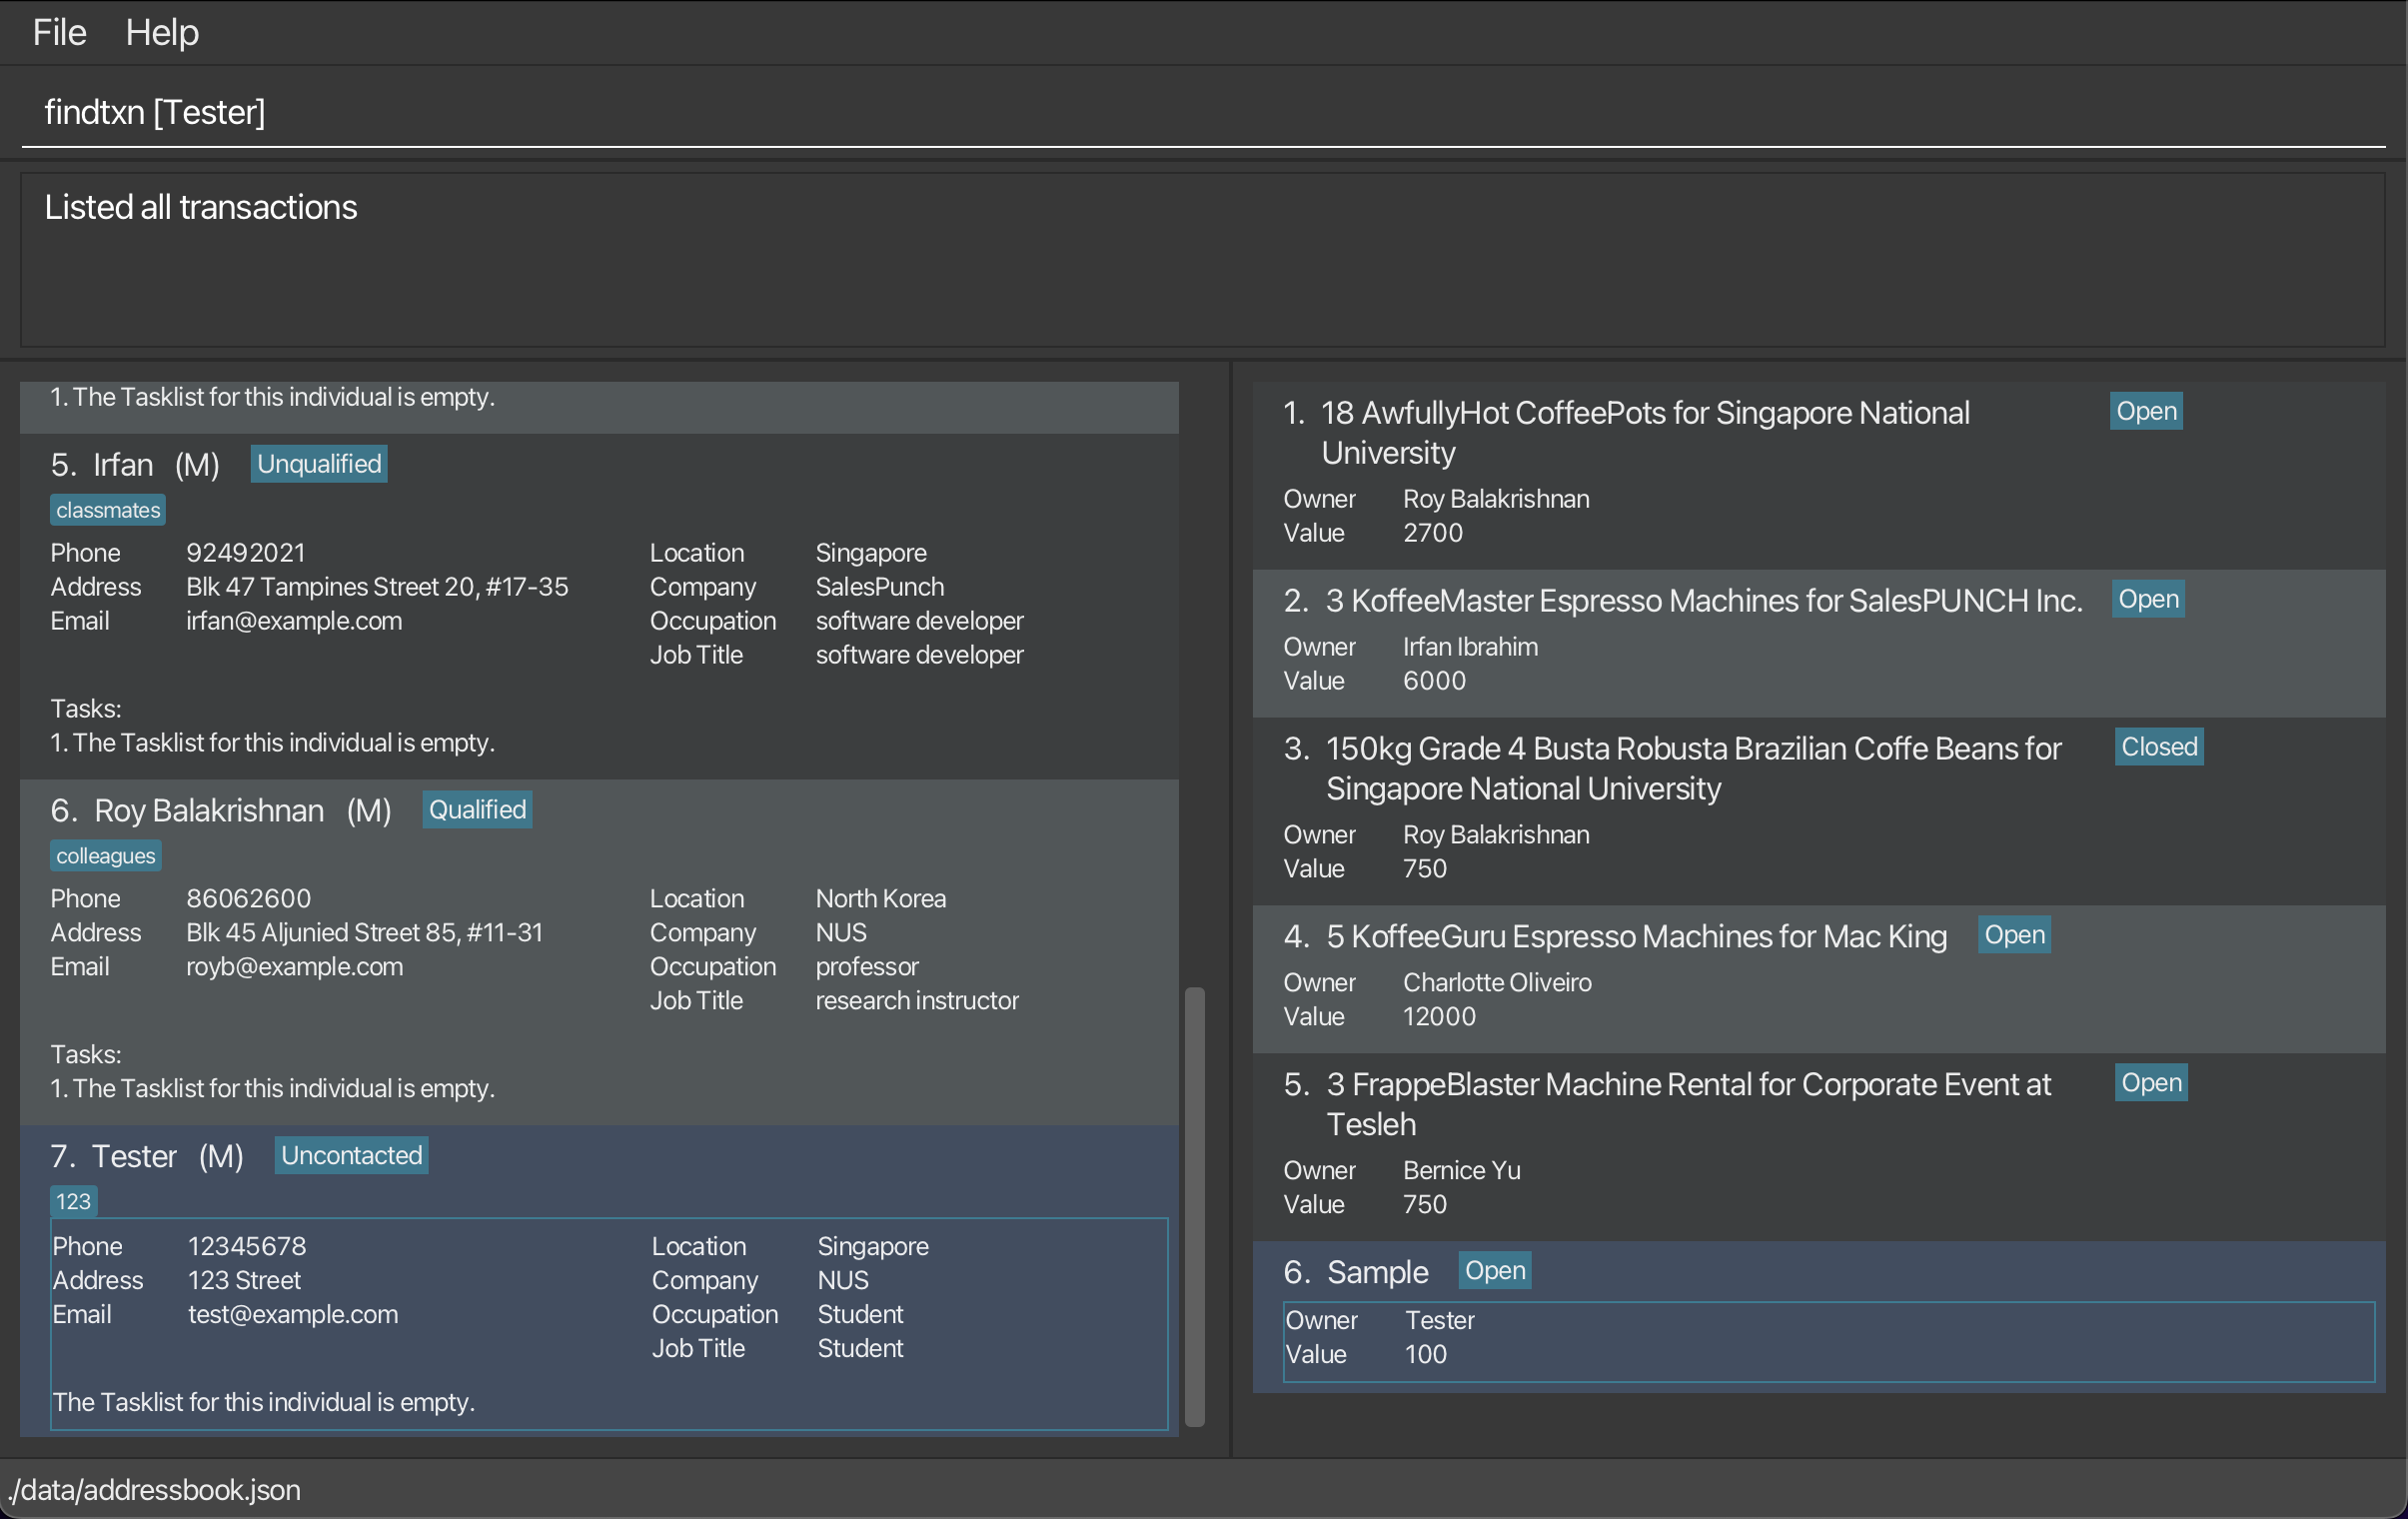 File Help
findtxn [Tester]
Listed all transactions
1. The Tasklist for this individual is empty.
5. Irfan (M) Unqualified
classmates
Phone 92492021 Location Singapore
Address Blk 47 Tampines Street 20, #17-35 Company SalesPunch
Email irfan@example.com Occupation software developer
Job Title software developer
Tasks:
1. The Tasklist for this individual is empty.
6. Roy Balakrishnan (M) Qualified
colleagues
Phone 86062600 Location North Korea
Address Blk 45 Aljunied Street 85, #11-31 Company NUS
Email royb@example.com Occupation professor
Job Title research instructor
Tasks:
1. The Tasklist for this individual is empty.
7. Tester (M) Uncontacted
123
Phone 12345678 Location Singapore
Address 123 Street Company NUS
Email test@example.com Occupation Student
Job Title Student
The Tasklist for this individual is empty.
1. 18 AwfullyHot CoffeePots for Singapore National Open
University
Owner Roy Balakrishnan
Value 2700
2. 3 KoffeeMaster Espresso Machines for SalesPUNCH Inc. Open
Owner Irfan Ibrahim
Value 6000
3. 150kg Grade 4 Busta Robusta Brazilian Coffe Beans for Closed
Singapore National University
Owner Roy Balakrishnan
Value 750
4. 5 KoffeeGuru Espresso Machines for Mac King Open
Owner Charlotte Oliveiro
Value 12000
5. 3 FrappeBlaster Machine Rental for Corporate Event at Open
Tesleh
Owner Bernice Yu
Value 750
6. Sample Open
Owner Tester
Value 100
./data/addressbook.json